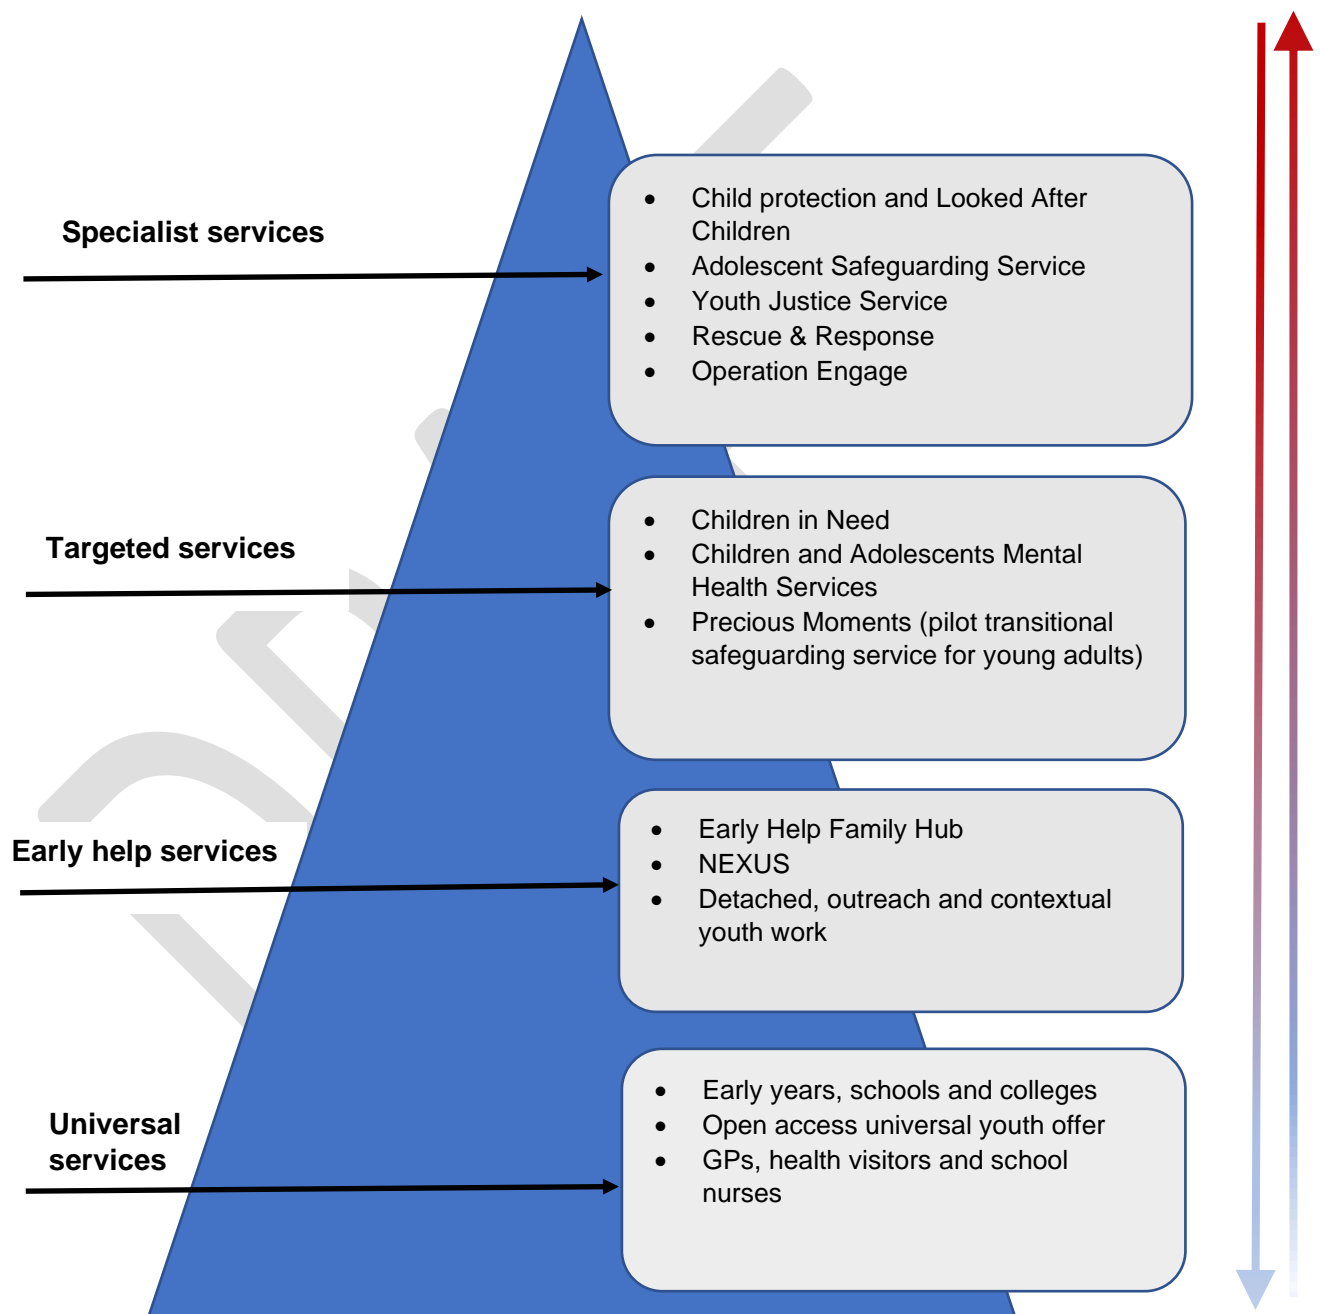 Specialist services
• Child protection and Looked After
Children
• Adolescent Safeguarding Service
• Youth Justice Service
• Rescue & Response
• Operation Engage
Targeted services
• Children in Need
• Children and Adolescents Mental
Health Services
• Precious Moments (pilot transitional
safeguarding service for young adults)
Early help services
• Early Help Family Hub
• NEXUS
• Detached, outreach and contextual
youth work
Universal
services
• Early years, schools and colleges
• Open access universal youth offer
• GPs, health visitors and school
nurses